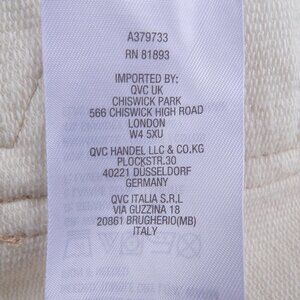 A379733
RN 81893
IMPORTED BY:
QVC UK
CHISWICK PARK
566 CHISWICK HIGH ROAD
LONDON
W4 5XU
QVC HANDEL LLC & CO.KG
PLOCKSTR.30
40221 DÜSSELDORF
GERMANY
QVC ITALIA S.R.L
VIA GUZZINA 18
20861 BRUGHERIO(MB)
ITALY